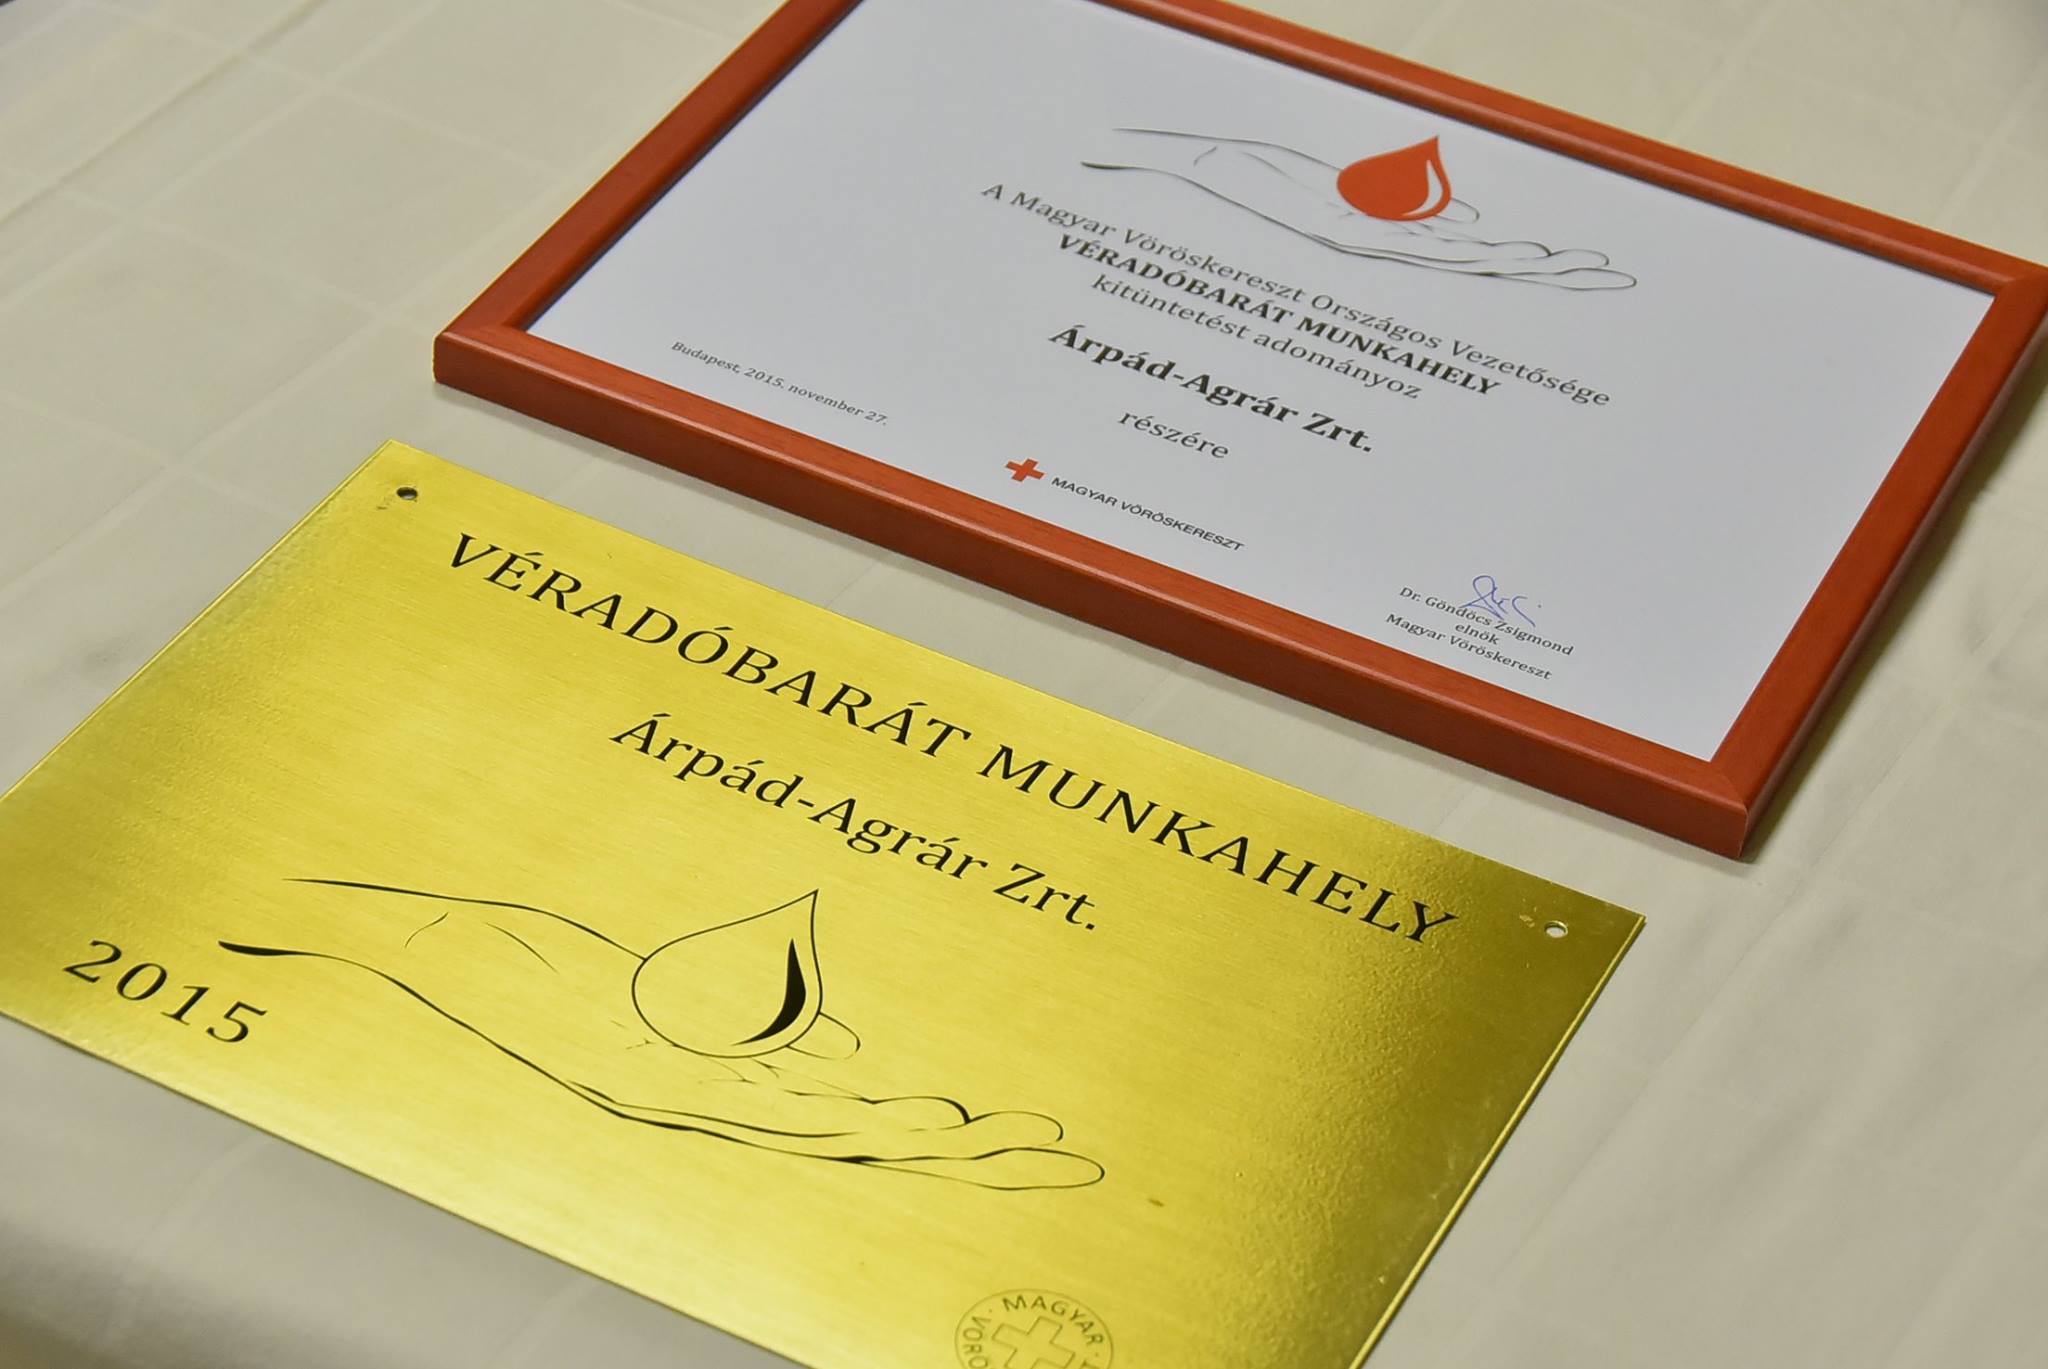 A Magyar Vöröskereszt Országos Vezetősége
VÉRADÓBARÁT MUNKAHELY
kitüntetést adományoz
Árpád-Agrár Zrt.
részére
Budapest, 2015. november 27.
MAGYAR VÖRÖSKERESZT
Dr. Göndöcs Zsigmond
elnök
Magyar Vöröskereszt
VÉRADÓBARÁT MUNKAHELY
Árpád-Agrár Zrt.
2015
MAGYAR